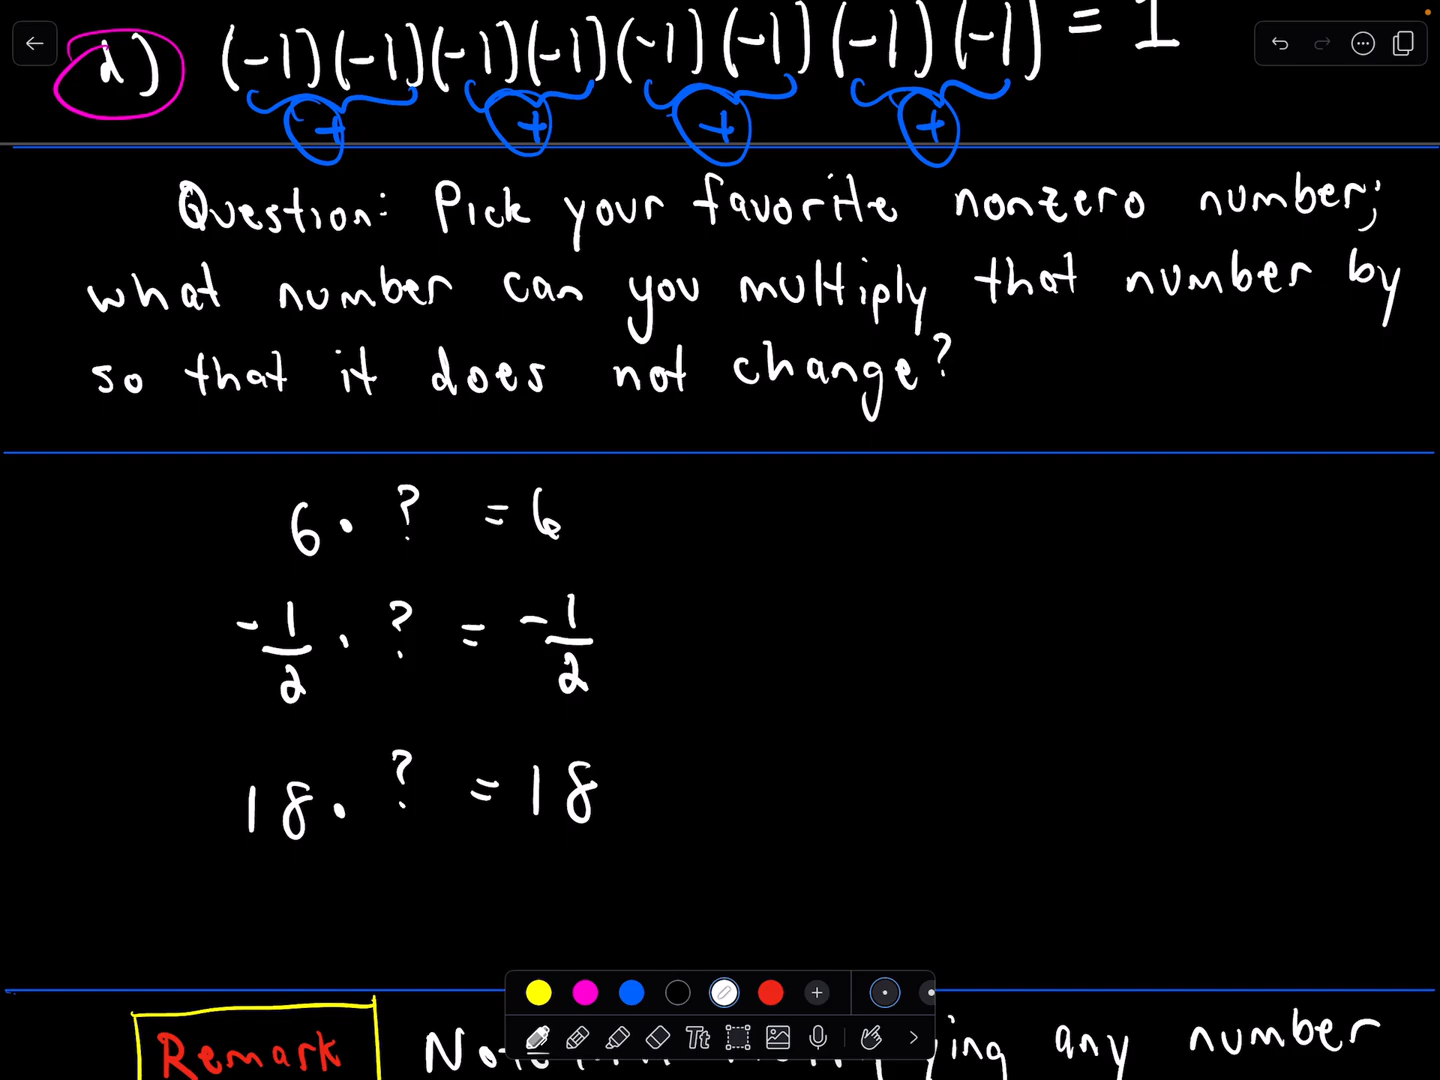 d) (-1)(-1)(-1)(-1)(-1)(-1)(-1)(-1) = 1
+ + + +
Question: Pick your favorite nonzero number;
what number can you multiply that number by
so that it does not change?
6 · ? = 6
-1/2 · ? = -1/2
18 · ? = 18
Tt
Remark
any number